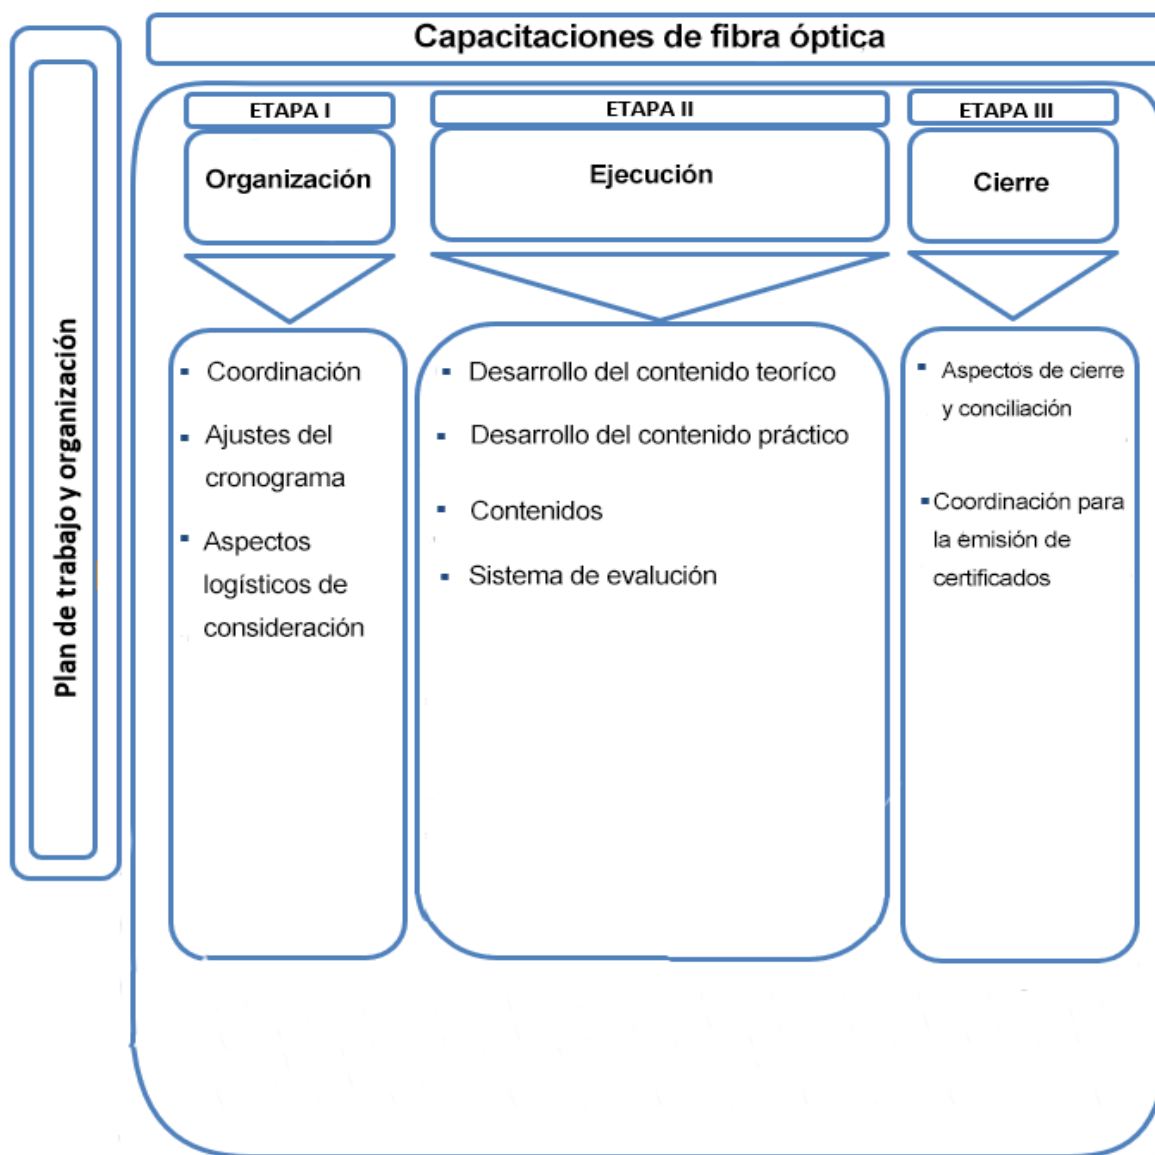 Capacitaciones de fibra óptica
Plan de trabajo y organización
ETAPA I
Organización
▪ Coordinación
▪ Ajustes del
cronograma
▪ Aspectos
logísticos de
consideración
ETAPA II
Ejecución
▪ Desarrollo del contenido teoríco
▪ Desarrollo del contenido práctico
▪ Contenidos
▪ Sistema de evalución
ETAPA III
Cierre
▪ Aspectos de cierre
y conciliación
▪ Coordinación para
la emisión de
certificados